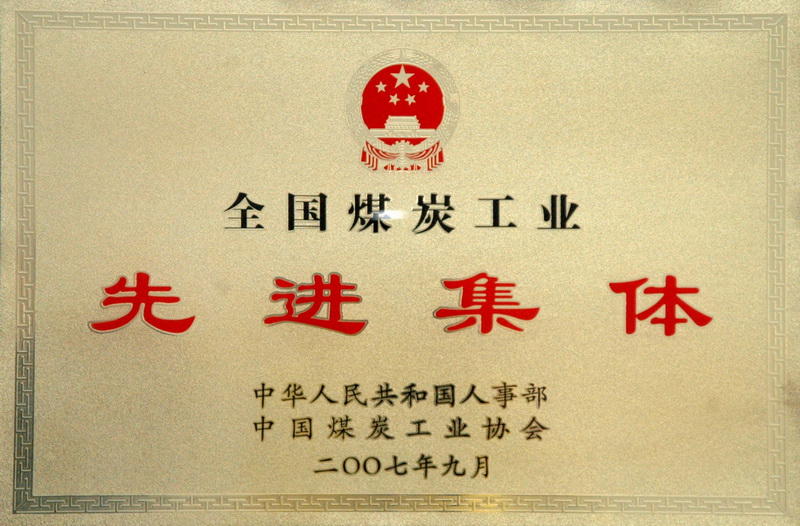 全国煤炭工业
先进集体
中华人民共和国人事部
中国煤炭工业协会
二〇〇七年九月